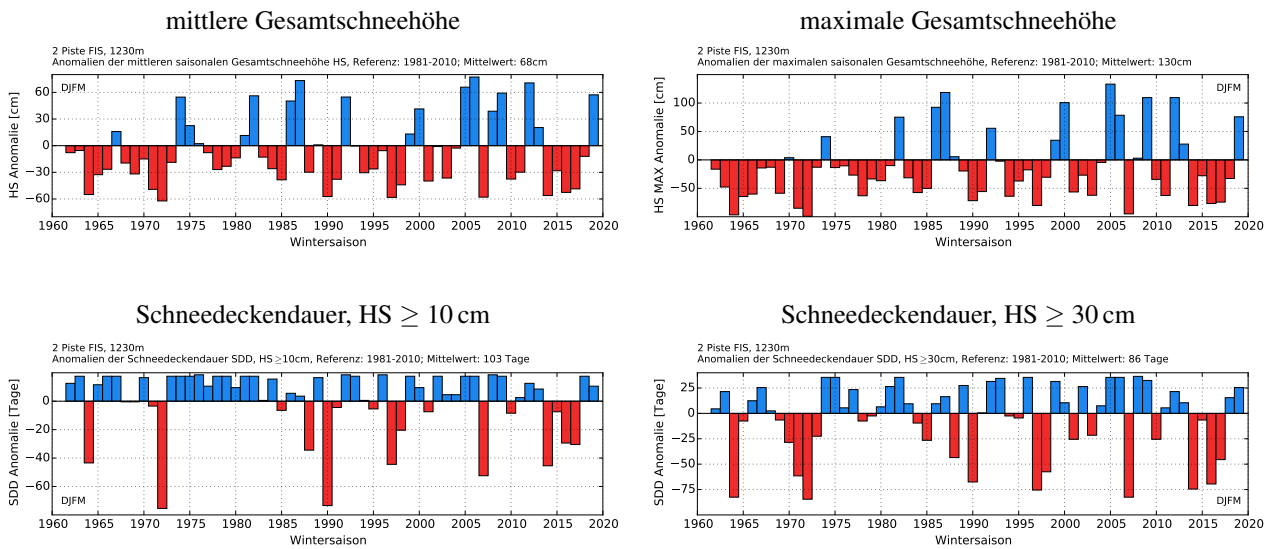 mittlere Gesamtschneehöhe
2 Piste FIS, 1230m
Anomalien der mittleren saisonalen Gesamtschneehöhe HS, Referenz: 1981-2010; Mittelwert: 68cm
DJFM
HS Anomalie [cm]
60
30
0
−30
−60
1960 1965 1970 1975 1980 1985 1990 1995 2000 2005 2010 2015 2020
Wintersaison
maximale Gesamtschneehöhe
2 Piste FIS, 1230m
Anomalien der maximalen saisonalen Gesamtschneehöhe, Referenz: 1981-2010; Mittelwert: 130cm
DJFM
HS MAX Anomalie [cm]
100
50
0
−50
1960 1965 1970 1975 1980 1985 1990 1995 2000 2005 2010 2015 2020
Wintersaison
Schneedeckendauer, HS ≥ 10 cm
2 Piste FIS, 1230m
Anomalien der Schneedeckendauer SDD, HS≥10cm, Referenz: 1981-2010; Mittelwert: 103 Tage
SDD Anomalie [Tage]
20
0
−20
−40
−60
DJFM
1960 1965 1970 1975 1980 1985 1990 1995 2000 2005 2010 2015 2020
Wintersaison
Schneedeckendauer, HS ≥ 30 cm
2 Piste FIS, 1230m
Anomalien der Schneedeckendauer SDD, HS≥30cm, Referenz: 1981-2010; Mittelwert: 86 Tage
SDD Anomalie [Tage]
25
0
−25
−50
−75
DJFM
1960 1965 1970 1975 1980 1985 1990 1995 2000 2005 2010 2015 2020
Wintersaison